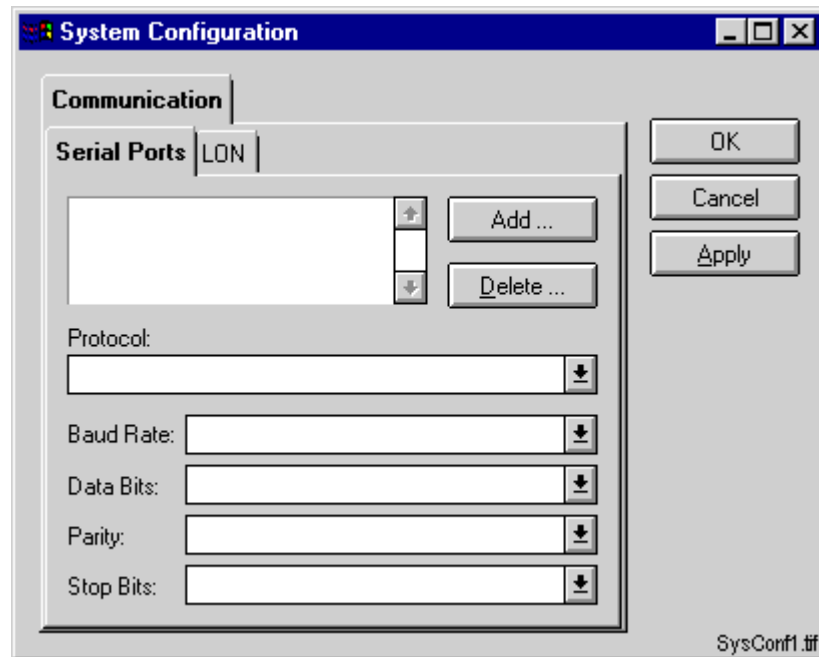 System Configuration
Communication
Serial Ports LON
OK
Cancel
Apply
Add ...
Delete ...
Protocol:
Baud Rate:
Data Bits:
Parity:
Stop Bits:
SysConf1.tif